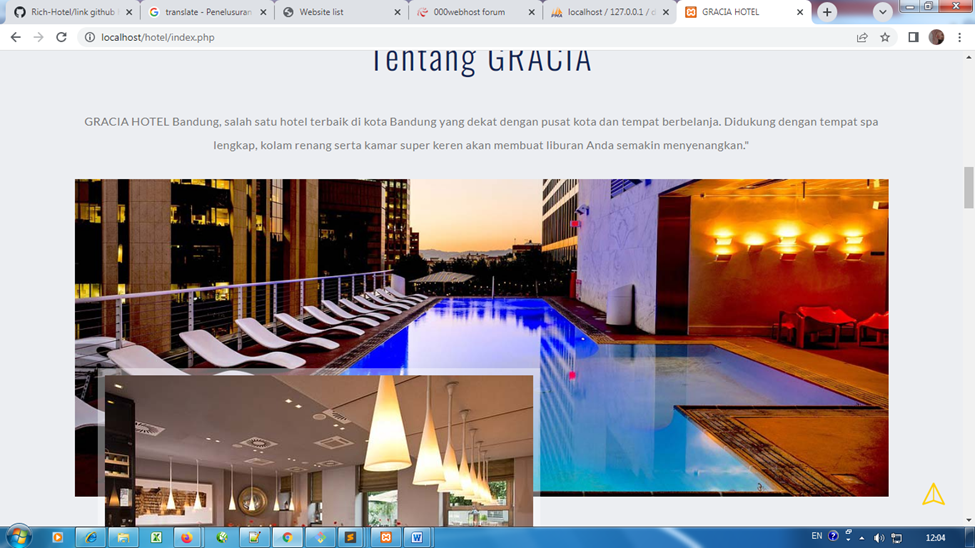 Rich-Hotel/link github
translate - Penelusuran
Website list
000webhost forum
localhost / 127.0.0.1 / d
GRACIA HOTEL
localhost/hotel/index.php
Tentang GRACIA
GRACIA HOTEL Bandung, salah satu hotel terbaik di kota Bandung yang dekat dengan pusat kota dan tempat berbelanja. Didukung dengan tempat spa
lengkap, kolam renang serta kamar super keren akan membuat liburan Anda semakin menyenangkan."
EN
12:04